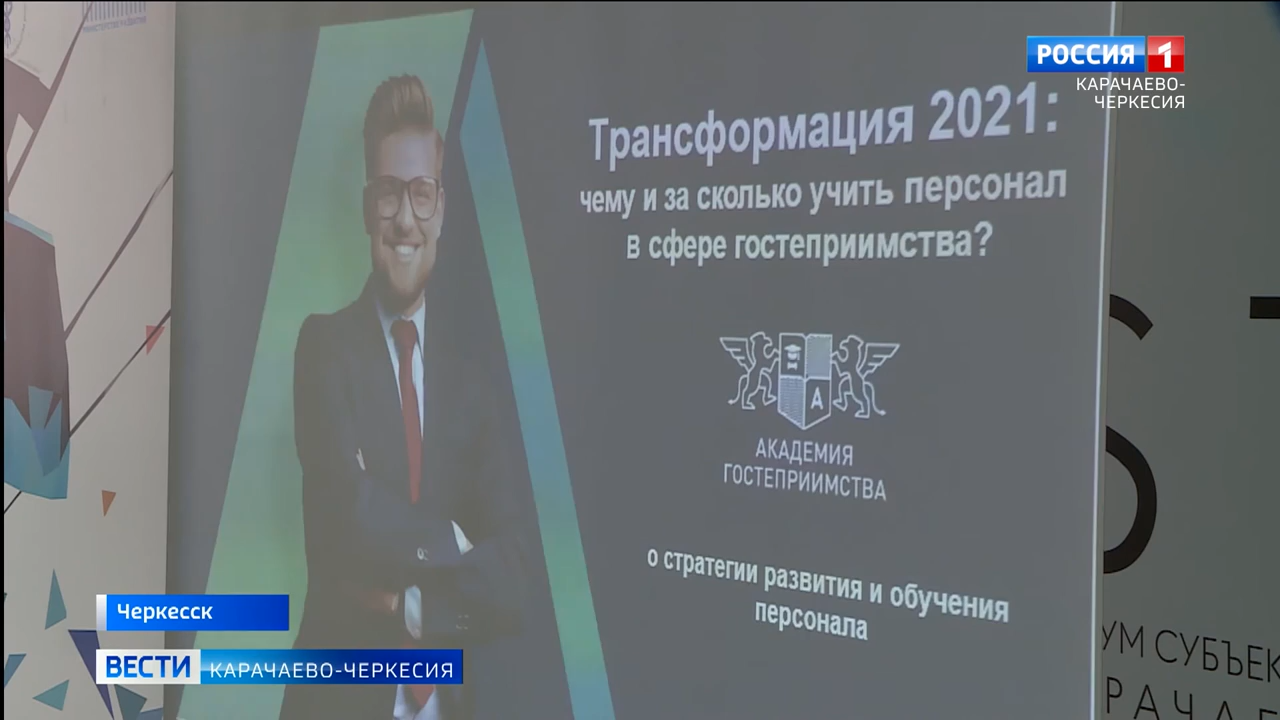 РОССИЯ 1
КАРАЧАЕВО-
ЧЕРКЕСИЯ
Трансформация 2021:
чему и за сколько учить персонал
в сфере гостеприимства?
А
АКАДЕМИЯ
ГОСТЕПРИИМСТВА
о стратегии развития и обучения
персонала
Черкесск
ВЕСТИ КАРАЧАЕВО-ЧЕРКЕСИЯ
УМ СУБЪЕК
РАЧАЕ